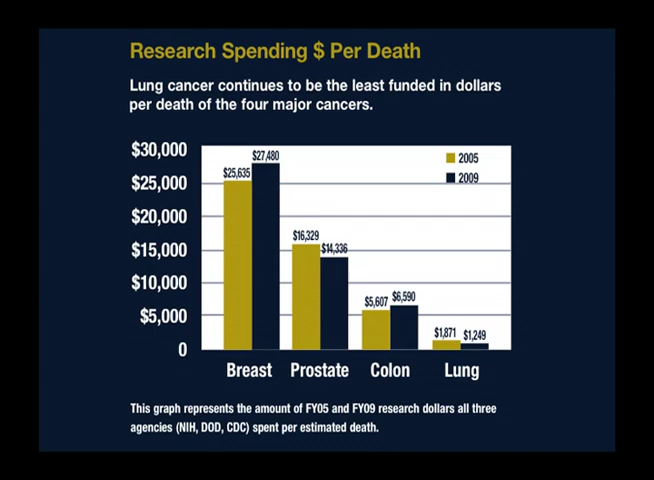 Research Spending $ Per Death
Lung cancer continues to be the least funded in dollars
per death of the four major cancers.
$30,000
$25,000
$20,000
$15,000
$10,000
$5,000
0
2005
2009
$25,635
$27,480
$16,329
$14,336
$5,607
$6,590
$1,871
$1,249
Breast
Prostate
Colon
Lung
This graph represents the amount of FY05 and FY09 research dollars all three
agencies (NIH, DOD, CDC) spent per estimated death.